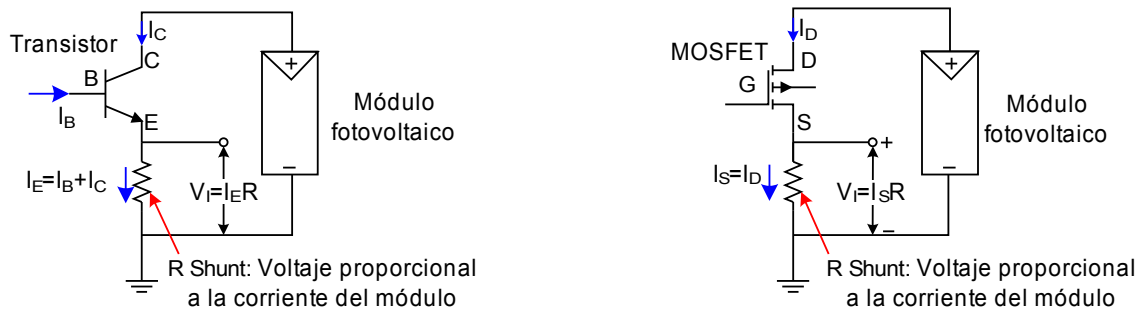 Transistor
I_C
C
B
I_B
E
+
−
Módulo
fotovoltaico
I_E=I_B+I_C
V_I=I_ER
R Shunt: Voltaje proporcional
a la corriente del módulo
MOSFET
I_D
D
G
S
+
−
Módulo
fotovoltaico
I_S=I_D
+
V_I=I_SR
−
R Shunt: Voltaje proporcional
a la corriente del módulo